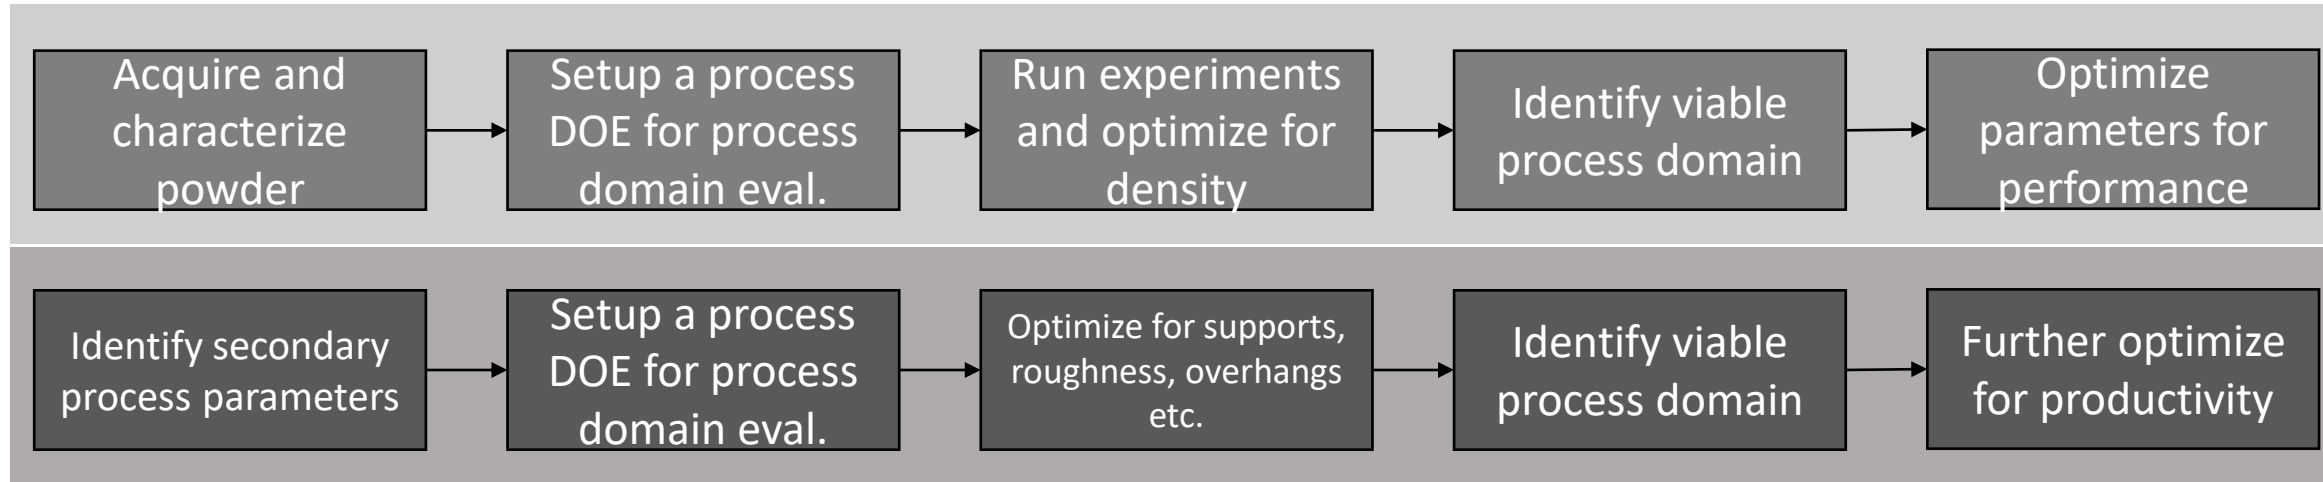 Acquire and
characterize
powder
Setup a process
DOE for process
domain eval.
Run experiments
and optimize for
density
Identify viable
process domain
Optimize
parameters for
performance
Identify secondary
process parameters
Setup a process
DOE for process
domain eval.
Optimize for supports,
roughness, overhangs
etc.
Identify viable
process domain
Further optimize
for productivity